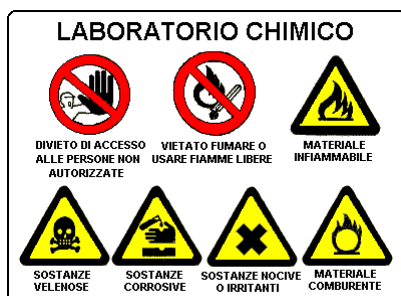 LABORATORIO CHIMICO
DIVIETO DI ACCESSO
ALLE PERSONE NON
AUTORIZZATE
VIETATO FUMARE O
USARE FIAMME LIBERE
MATERIALE
INFIAMMABILE
SOSTANZE
VELENOSE
SOSTANZE
CORROSIVE
SOSTANZE NOCIVE
O IRRITANTI
MATERIALE
COMBURENTE